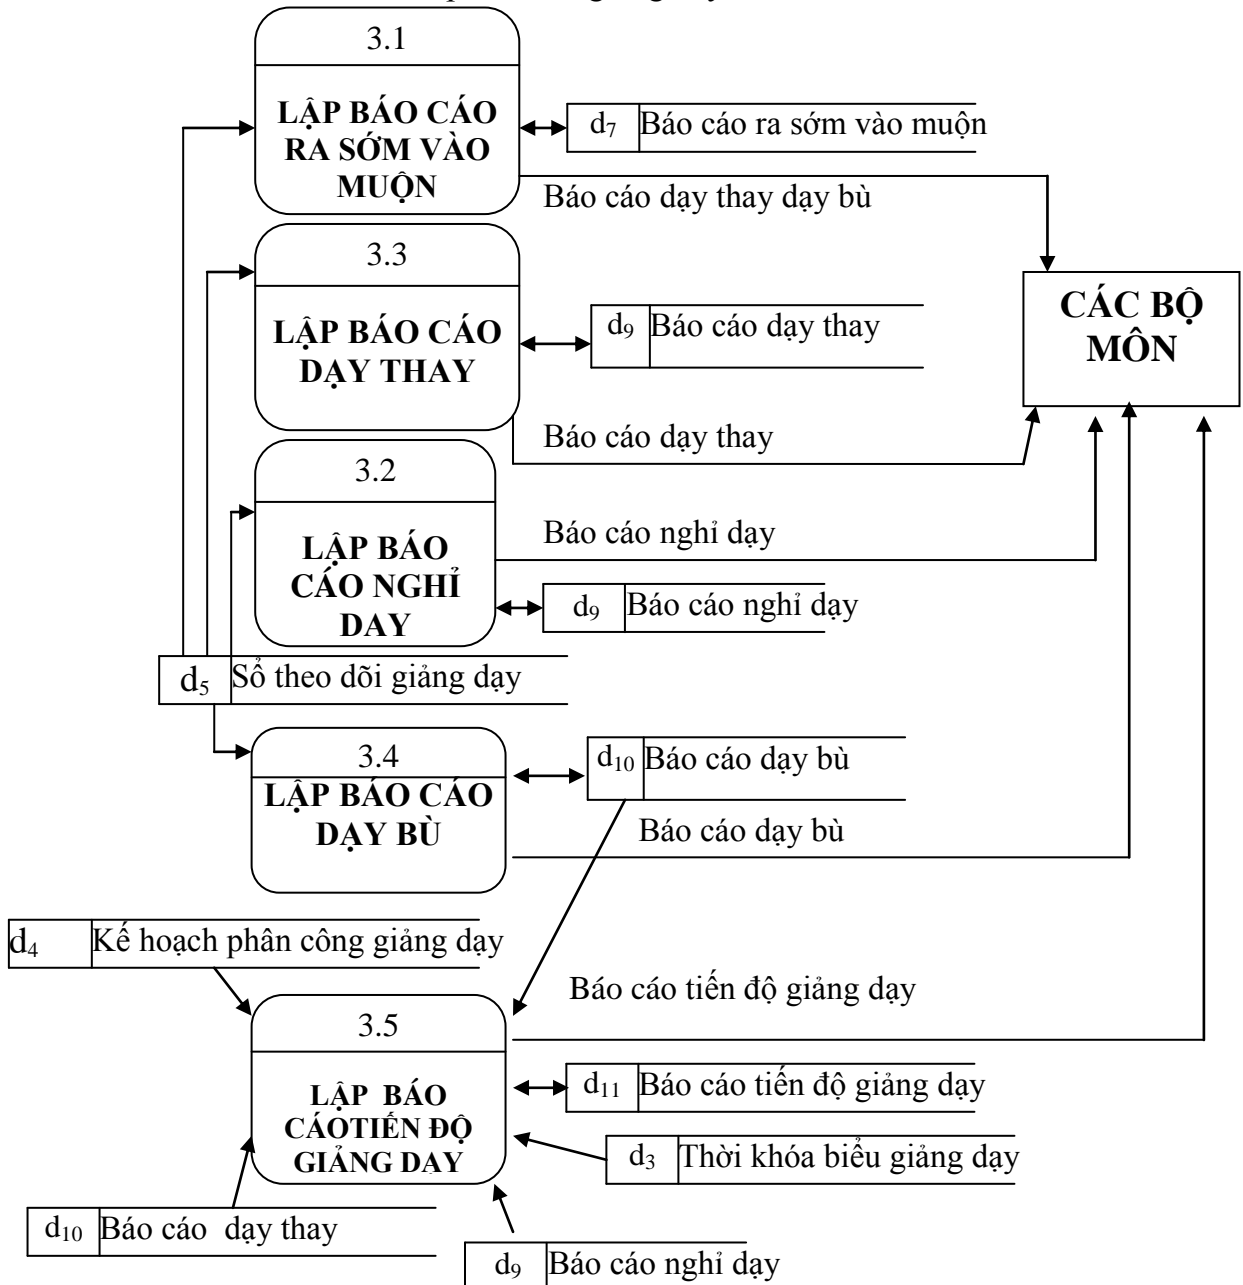 3.1
LẬP BÁO CÁO
RA SỚM VÀO
MUỘN
d7 Báo cáo ra sớm vào muộn
Báo cáo dạy thay dạy bù
3.3
LẬP BÁO CÁO
DẠY THAY
d9 Báo cáo dạy thay
CÁC BỘ
MÔN
Báo cáo dạy thay
3.2
LẬP BÁO
CÁO NGHỈ
DAY
Báo cáo nghỉ dạy
d9 Báo cáo nghỉ dạy
d5 Sổ theo dõi giảng dạy
3.4
LẬP BÁO CÁO
DẠY BÙ
d10 Báo cáo dạy bù
Báo cáo dạy bù
d4 Kế hoạch phân công giảng dạy
Báo cáo tiến độ giảng dạy
3.5
LẬP BÁO
CÁOTIẾN ĐỘ
GIẢNG DAY
d11 Báo cáo tiến độ giảng dạy
d3 Thời khóa biểu giảng dạy
d10 Báo cáo dạy thay
d9 Báo cáo nghỉ dạy